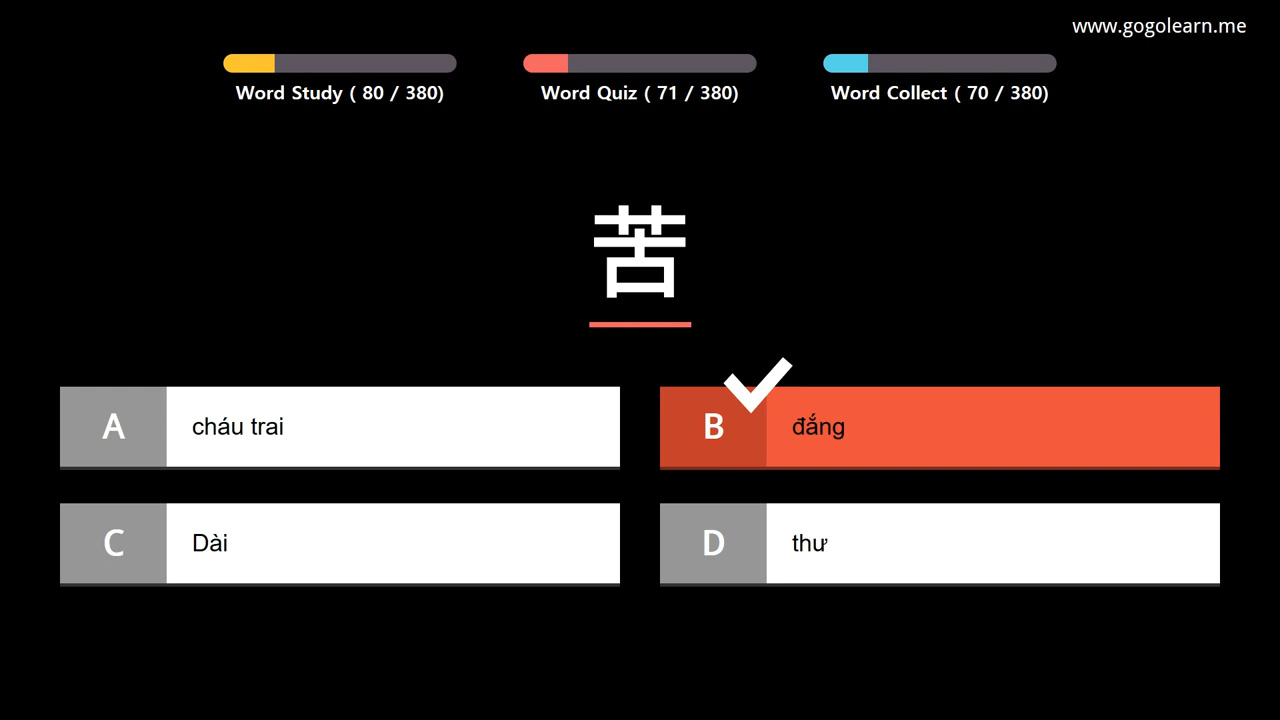 www.gogolearn.me
Word Study ( 80 / 380)
Word Quiz ( 71 / 380)
Word Collect ( 70 / 380)
苦
A cháu trai
B đắng
C Dài
D thư